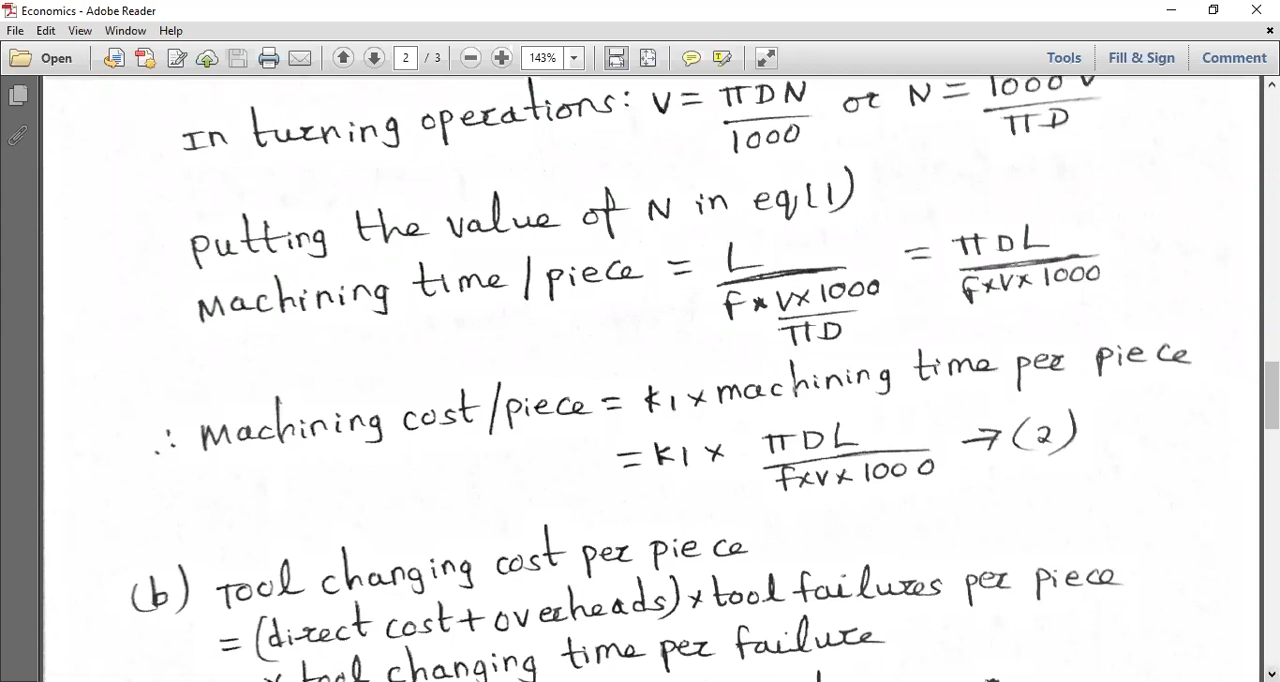 Economics - Adobe Reader
File Edit View Window Help
Open 2 / 3 143% Tools Fill & Sign Comment
In turning operations: V = πDN/1000 or N = 1000 V/πD
putting the value of N in eq(1)
Machining time/piece = L/(f × V × 1000/πD) = πDL/(f×V×1000)
∴ Machining cost/piece = K1 × machining time per piece
= K1 × πDL/(f×V×1000) → (2)
(b) Tool changing cost per piece
= (direct cost + overheads) × tool failures per piece
× tool changing time per failure